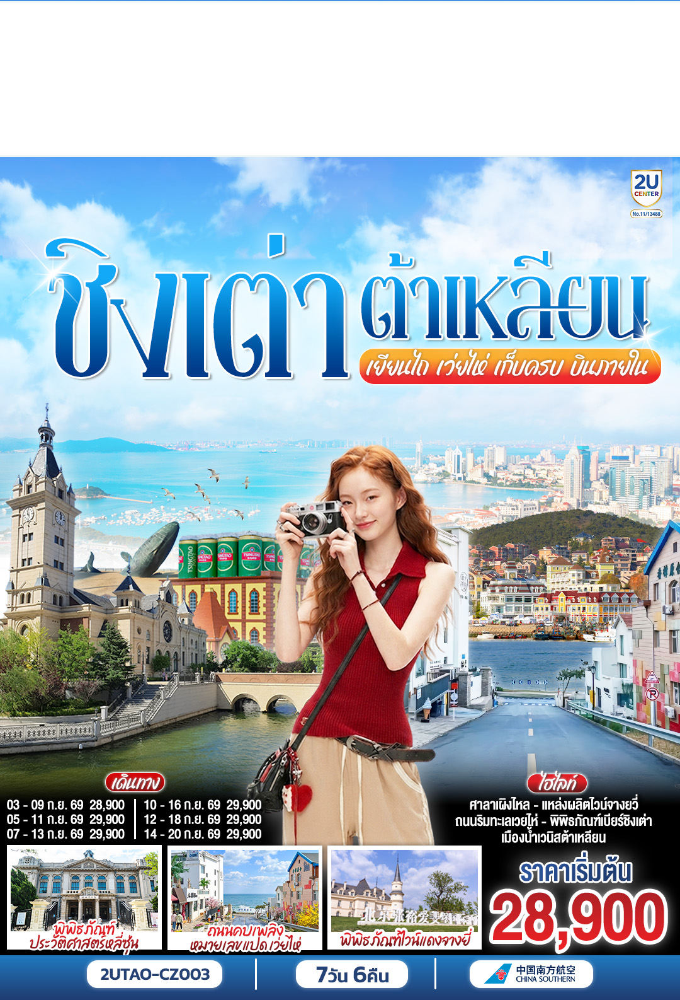 2U
CENTER
No.11/13488
ชิงเต่า ต้าเหลียน
เยียนไถ เว่ยไห่ เก็บครบ บินภายใน
TSINGTAO
TSINGTAO
TSINGTAO
TSINGTAO
เดินทาง
03 - 09 ก.ย. 69 28,900
05 - 11 ก.ย. 69 29,900
07 - 13 ก.ย. 69 29,900
10 - 16 ก.ย. 69 29,900
12 - 18 ก.ย. 69 29,900
14 - 20 ก.ย. 69 29,900
ไฮไลท์
ศาลาเผิงไหล - แหล่งผลิตไวน์จางยวี่
ถนนริมทะเลเวยไห่ - พิพิธภัณฑ์เบียร์ชิงเต่า
เมืองน้ำเวนิสต้าเหลียน
พิพิธภัณฑ์
ประวัติศาสตร์หลี่ซุ่น
ถนนคบเพลิง
หมายเลขแปด เว่ยไห่
พิพิธภัณฑ์ไวน์แดงจางยี่
ราคาเริ่มต้น
28,900
2UTAO-CZ003
7วัน 6คืน
中国南方航空
CHINA SOUTHERN